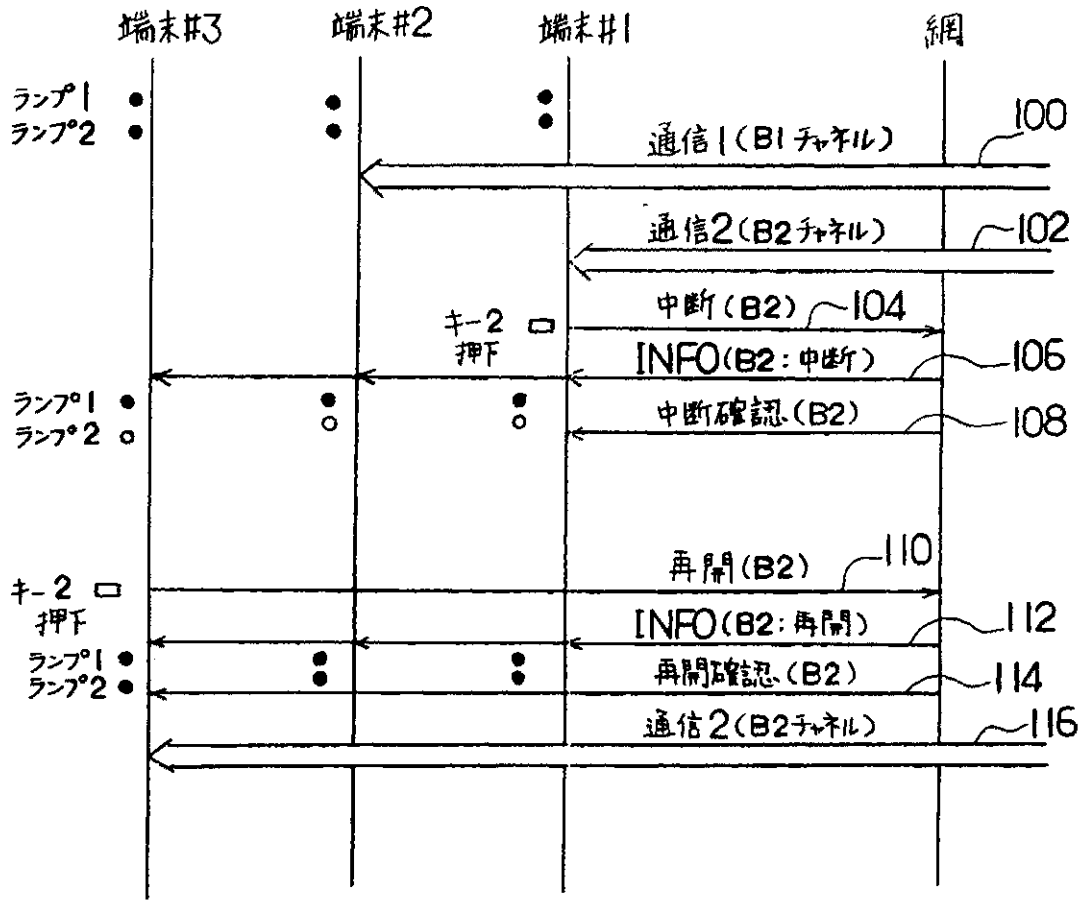 端末#3 端末#2 端末#1 網
ランプ1
ランプ2
通信1(B1チャネル) 100
通信2(B2チャネル) 102
キー2
押下
中断(B2) 104
INFO(B2:中断) 106
ランプ1
ランプ2
中断確認(B2) 108
キー2
押下
再開(B2) 110
INFO(B2:再開) 112
ランプ1
ランプ2
再開確認(B2) 114
通信2(B2チャネル) 116